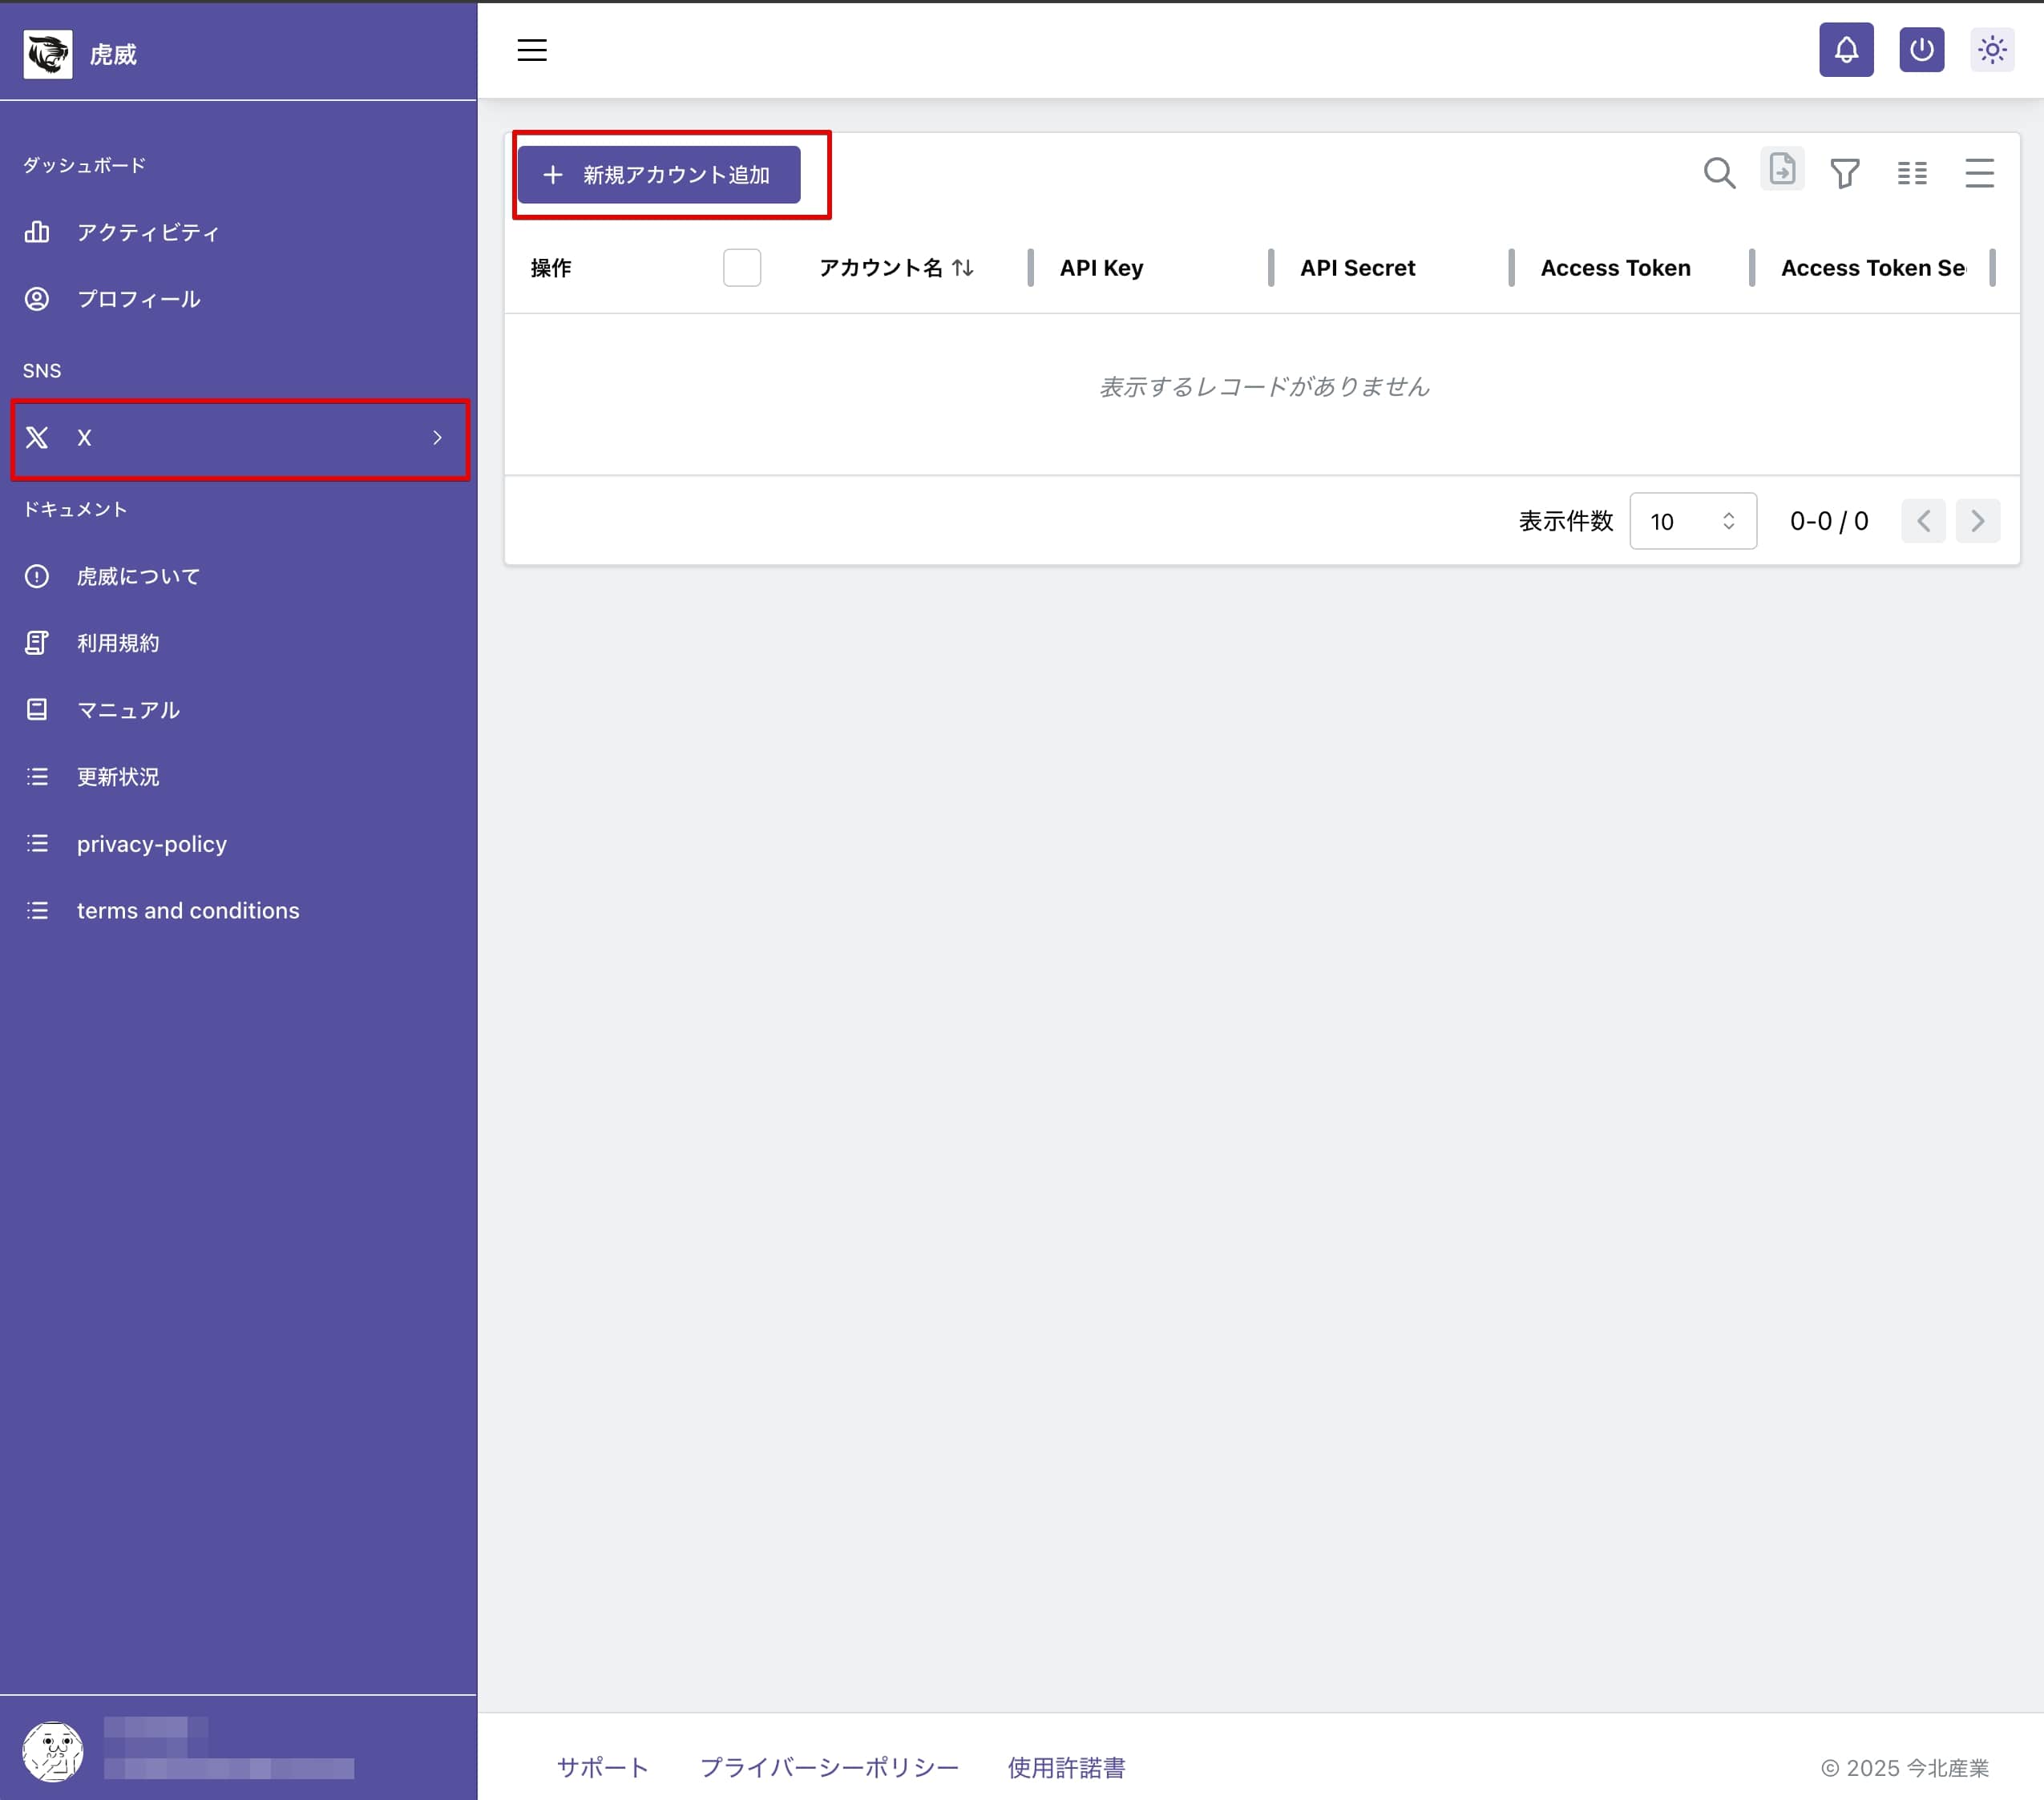 虎威
ダッシュボード
アクティビティ
プロフィール
SNS
X
ドキュメント
虎威について
利用規約
マニュアル
更新状況
privacy-policy
terms and conditions
新規アカウント追加
操作 アカウント名 API Key API Secret Access Token Access Token Se
表示するレコードがありません
表示件数 10 0-0 / 0
サポート プライバーシーポリシー 使用許諾書 © 2025 今北産業